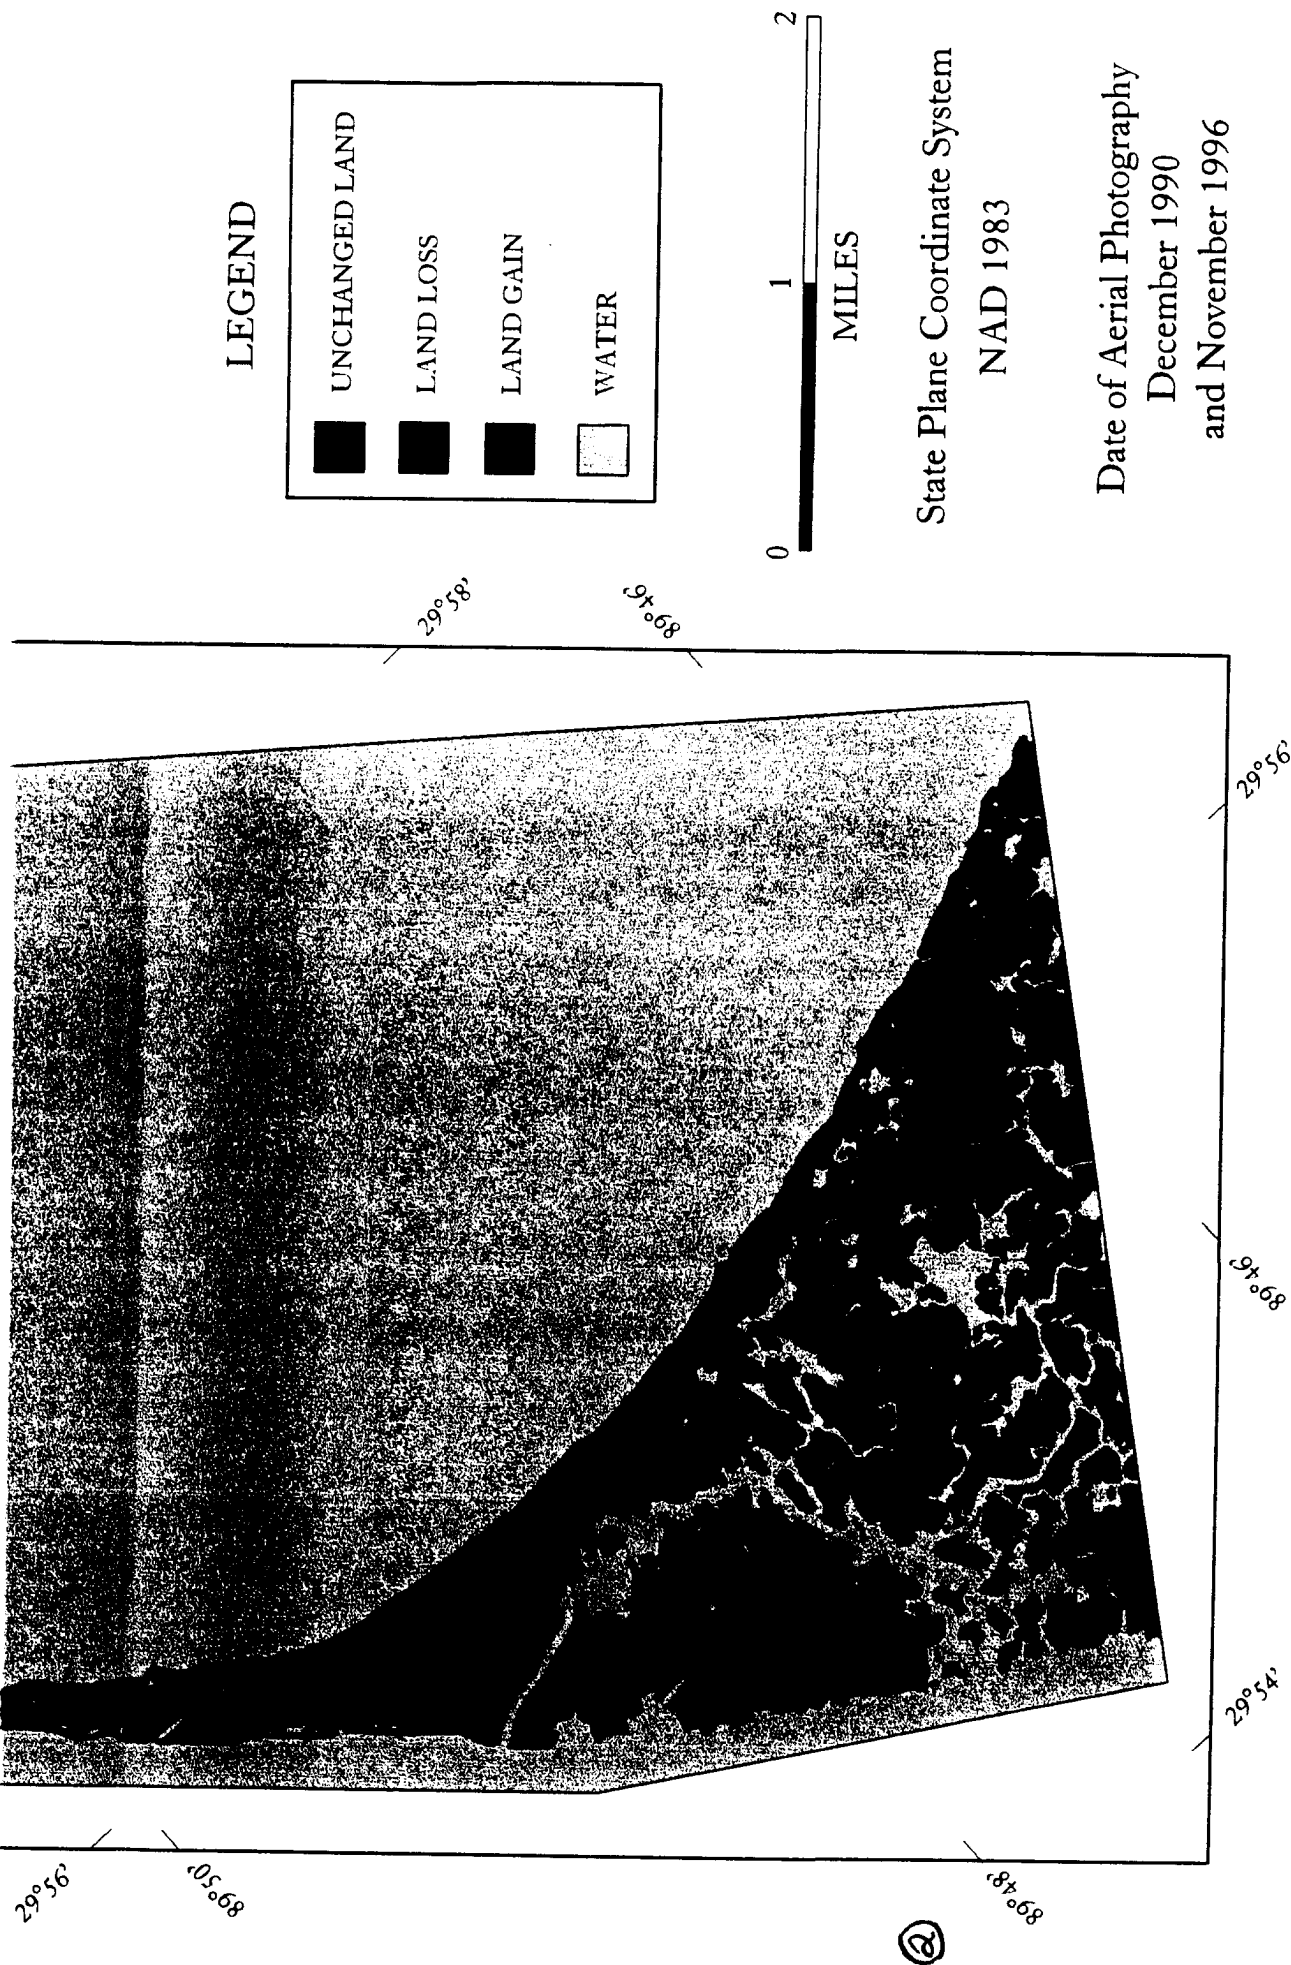 LEGEND
UNCHANGED LAND
LAND LOSS
LAND GAIN
WATER
0 1 2
MILES
State Plane Coordinate System
NAD 1983
Date of Aerial Photography
December 1990
and November 1996
29°58'
89°46'
29°56'
89°46'
29°54'
89°48'
89°50'
29°56'
2